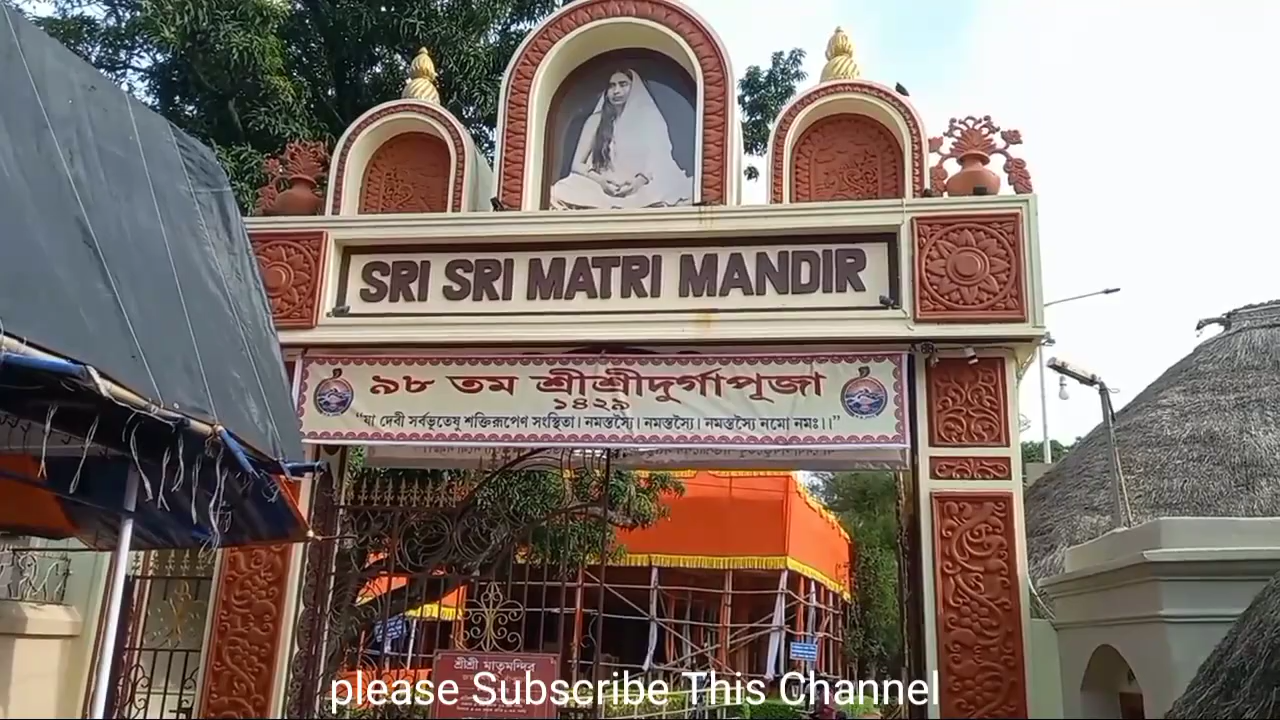 SRI SRI MATRI MANDIR
৯৮ তম শ্রীশ্রীদুর্গাপূজা
১৪২৯
“যা দেবী সর্বভূতেষু শক্তিরূপেণ সংস্থিতা। নমস্তস্যৈ। নমস্তস্যৈ। নমস্তস্যৈ নমো নমঃ।।”
শ্রীশ্রী মাতৃমন্দির
please Subscribe This Channel